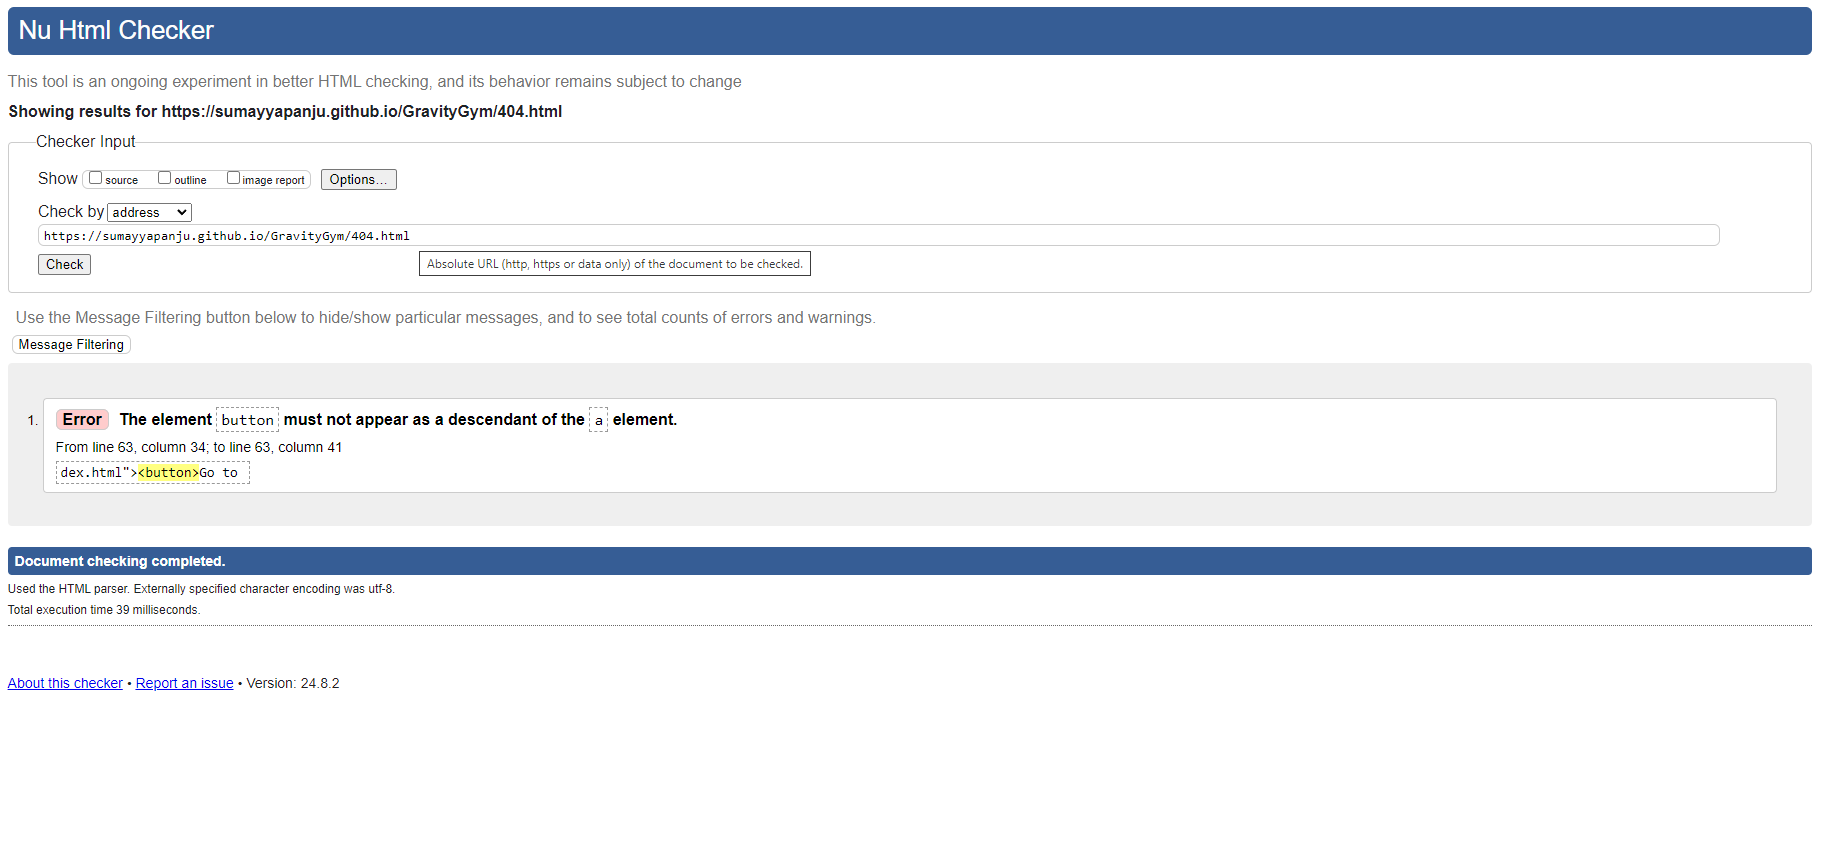 Nu Html Checker
This tool is an ongoing experiment in better HTML checking, and its behavior remains subject to change
Showing results for https://sumayyapanju.github.io/GravityGym/404.html
Checker Input
Show source outline image report Options...
Check by address
https://sumayyapanju.github.io/GravityGym/404.html
Check Absolute URL (http, https or data only) of the document to be checked.
Use the Message Filtering button below to hide/show particular messages, and to see total counts of errors and warnings.
Message Filtering
1. Error The element button must not appear as a descendant of the a element.
From line 63, column 34; to line 63, column 41
dex.html"><button>Go to
Document checking completed.
Used the HTML parser. Externally specified character encoding was utf-8.
Total execution time 39 milliseconds.
About this checker • Report an issue • Version: 24.8.2